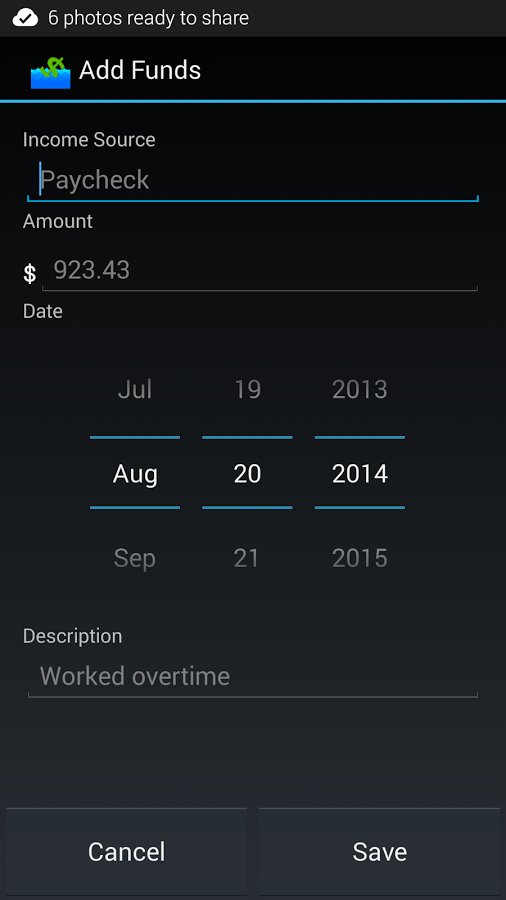 6 photos ready to share
Add Funds
Income Source
Paycheck
Amount
$ 923.43
Date
Jul 19 2013
Aug 20 2014
Sep 21 2015
Description
Worked overtime
Cancel Save